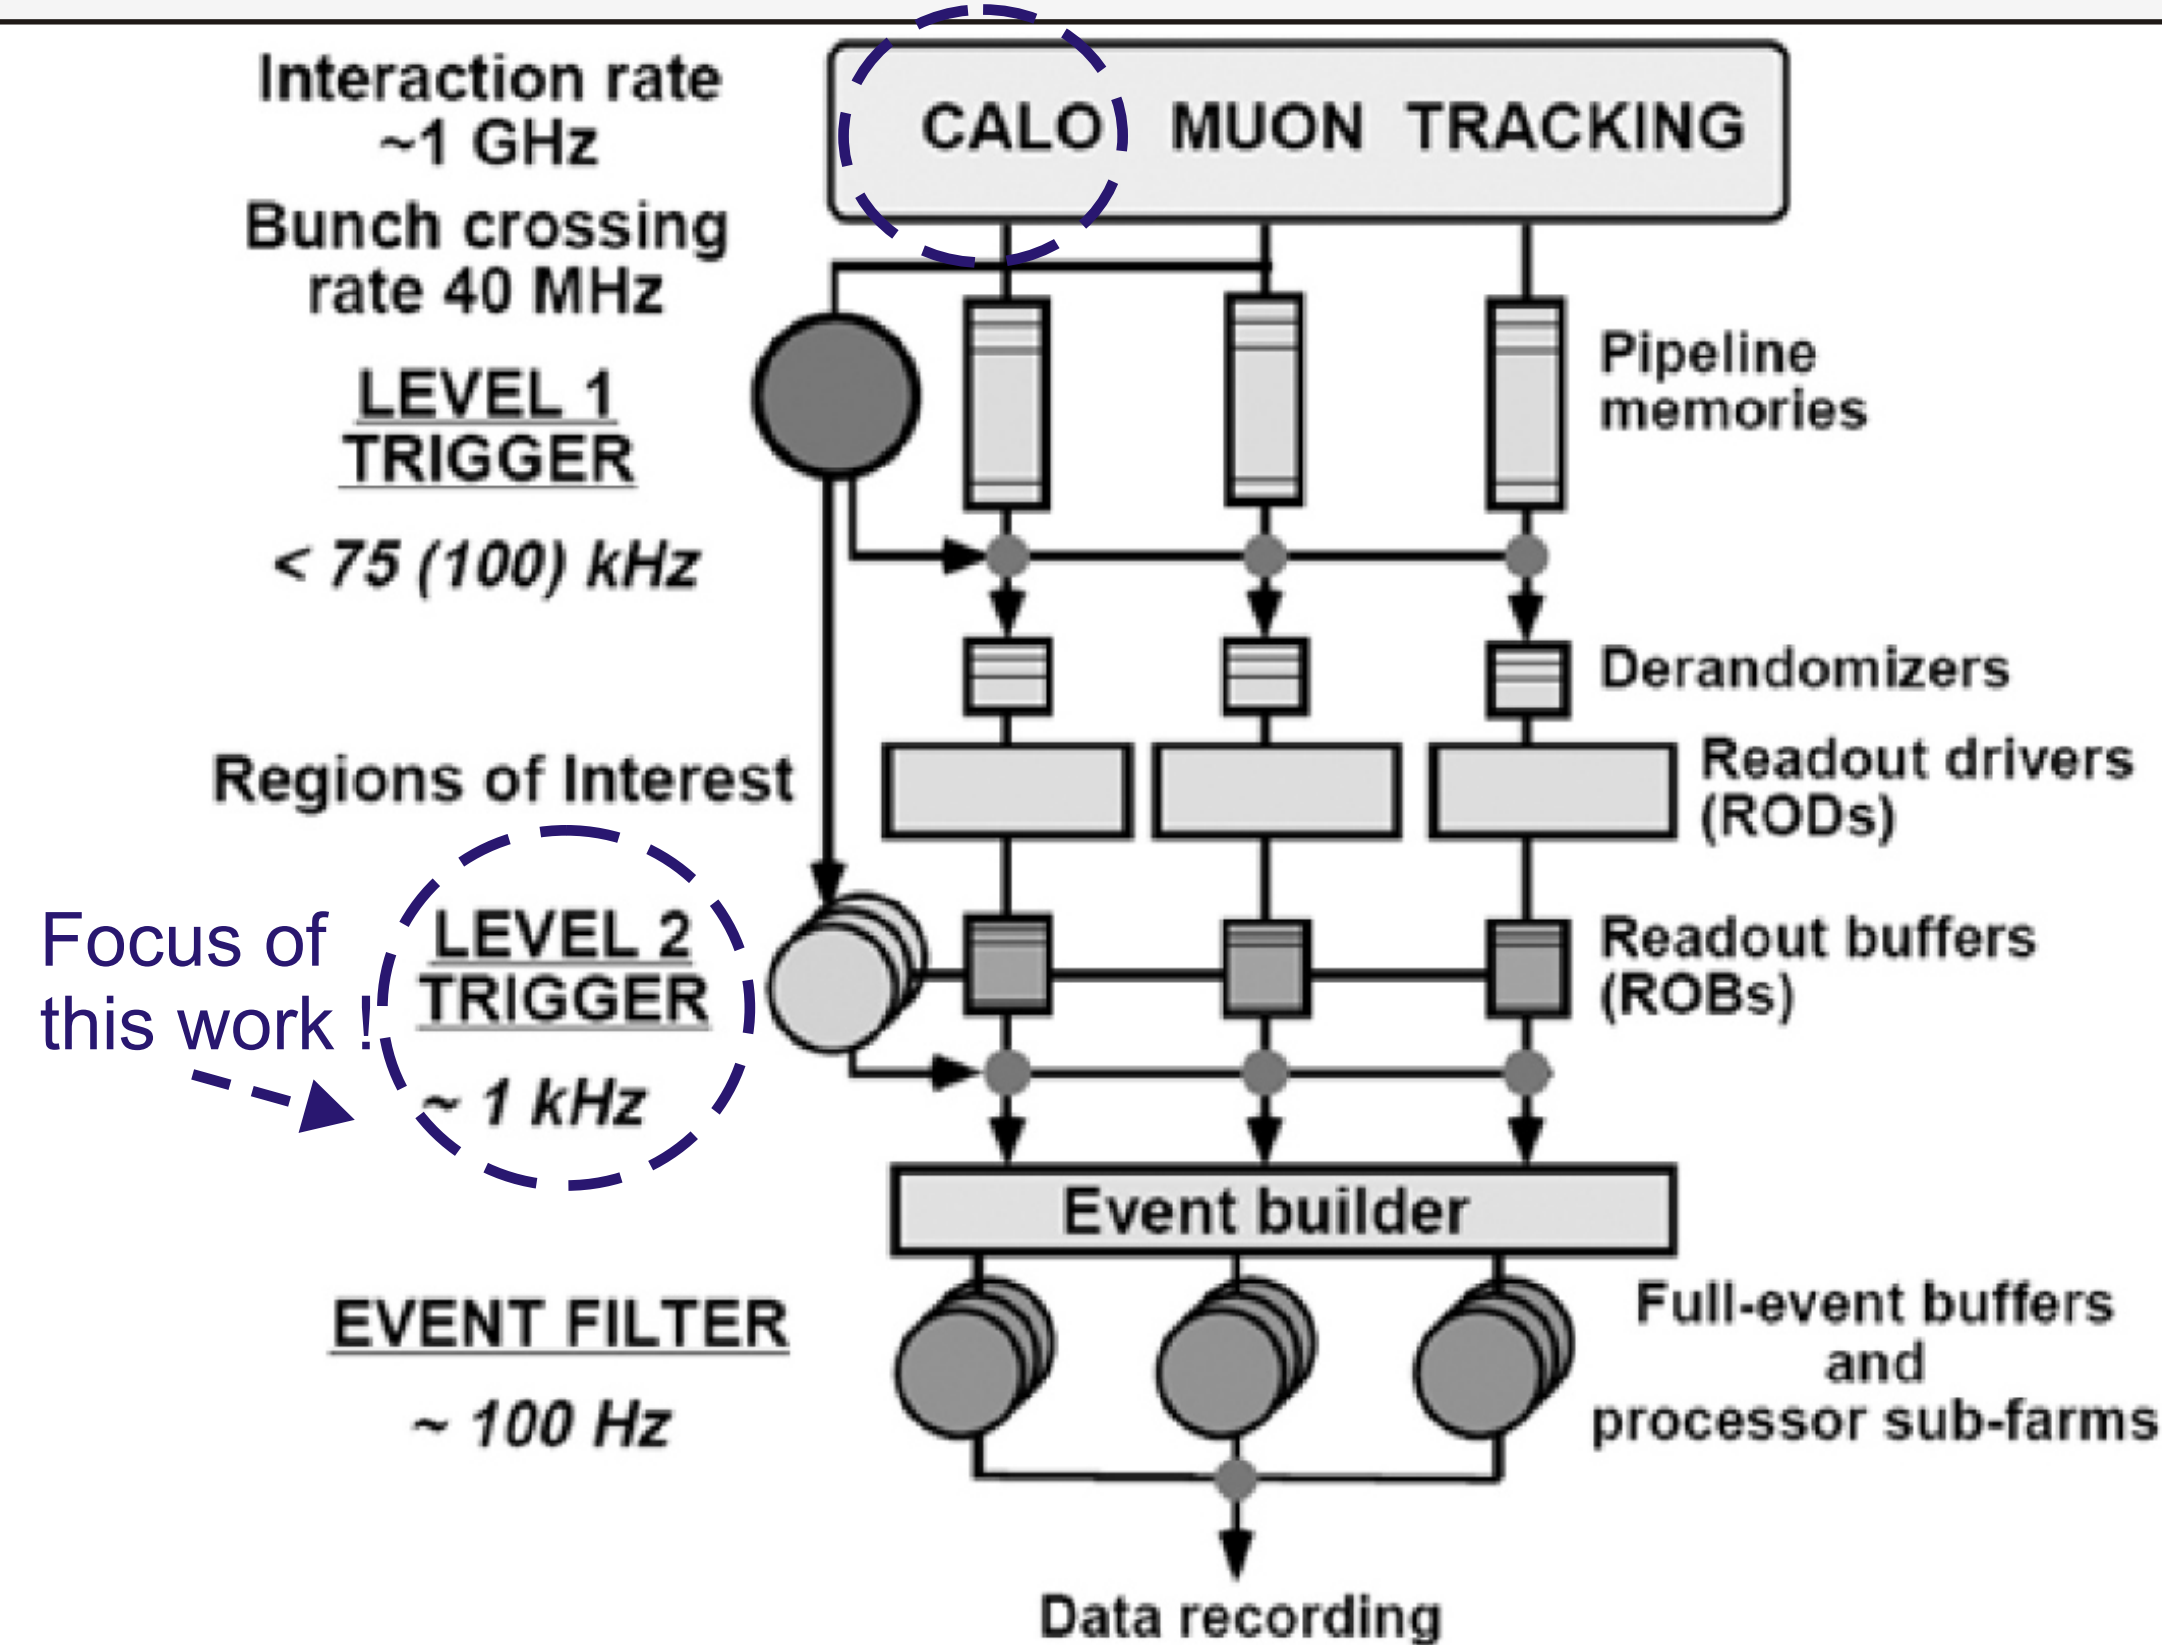 Interaction rate
~1 GHz
Bunch crossing
rate 40 MHz
CALO MUON TRACKING
LEVEL 1
TRIGGER
< 75 (100) kHz
Pipeline
memories
Derandomizers
Regions of Interest
Readout drivers
(RODs)
Focus of
this work !
LEVEL 2
TRIGGER
~ 1 kHz
Readout buffers
(ROBs)
Event builder
EVENT FILTER
~ 100 Hz
Full-event buffers
and
processor sub-farms
Data recording